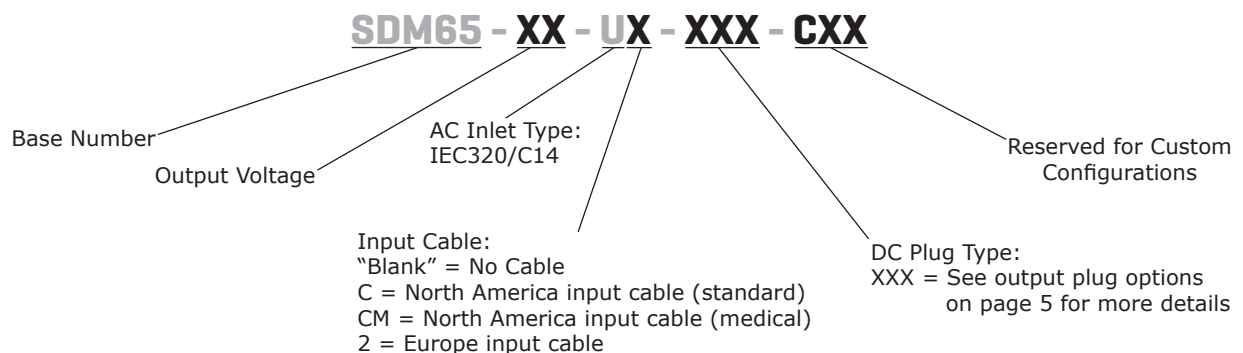 SDM65 - XX - UX - XXX - CXX
Base Number
Output Voltage
AC Inlet Type:
IEC320/C14
Input Cable:
“Blank” = No Cable
C = North America input cable (standard)
CM = North America input cable (medical)
2 = Europe input cable
DC Plug Type:
XXX = See output plug options
on page 5 for more details
Reserved for Custom
Configurations